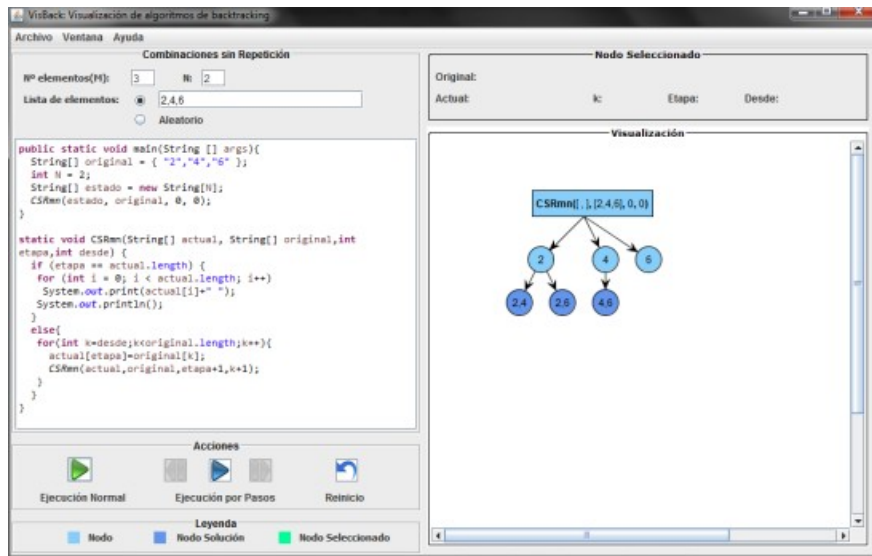 VisBack: Visualización de algoritmos de backtracking
Archivo Ventana Ayuda
Combinaciones sin Repetición
Nº elementos(M): 3 N: 2
Lista de elementos: 2,4,6
Aleatorio
public static void main(String [] args){
String[] original = { "2","4","6" };
int N = 2;
String[] estado = new String[N];
CSRmn(estado, original, 0, 0);
}
static void CSRmn(String[] actual, String[] original,int
etapa,int desde) {
if (etapa == actual.length) {
for (int i = 0; i < actual.length; i++)
System.out.print(actual[i]+" ");
System.out.println();
}
else{
for(int k=desde;k<original.length;k++){
actual[etapa]=original[k];
CSRmn(actual,original,etapa+1,k+1);
}
}
}
Acciones
Ejecución Normal Ejecución por Pasos Reinicio
Leyenda
Nodo Nodo Solución Nodo Seleccionado
Nodo Seleccionado
Original:
Actual: k: Etapa: Desde:
Visualización
CSRmn([ , ], [2,4,6], 0, 0)
2 4 6
2,4 2,6 4,6